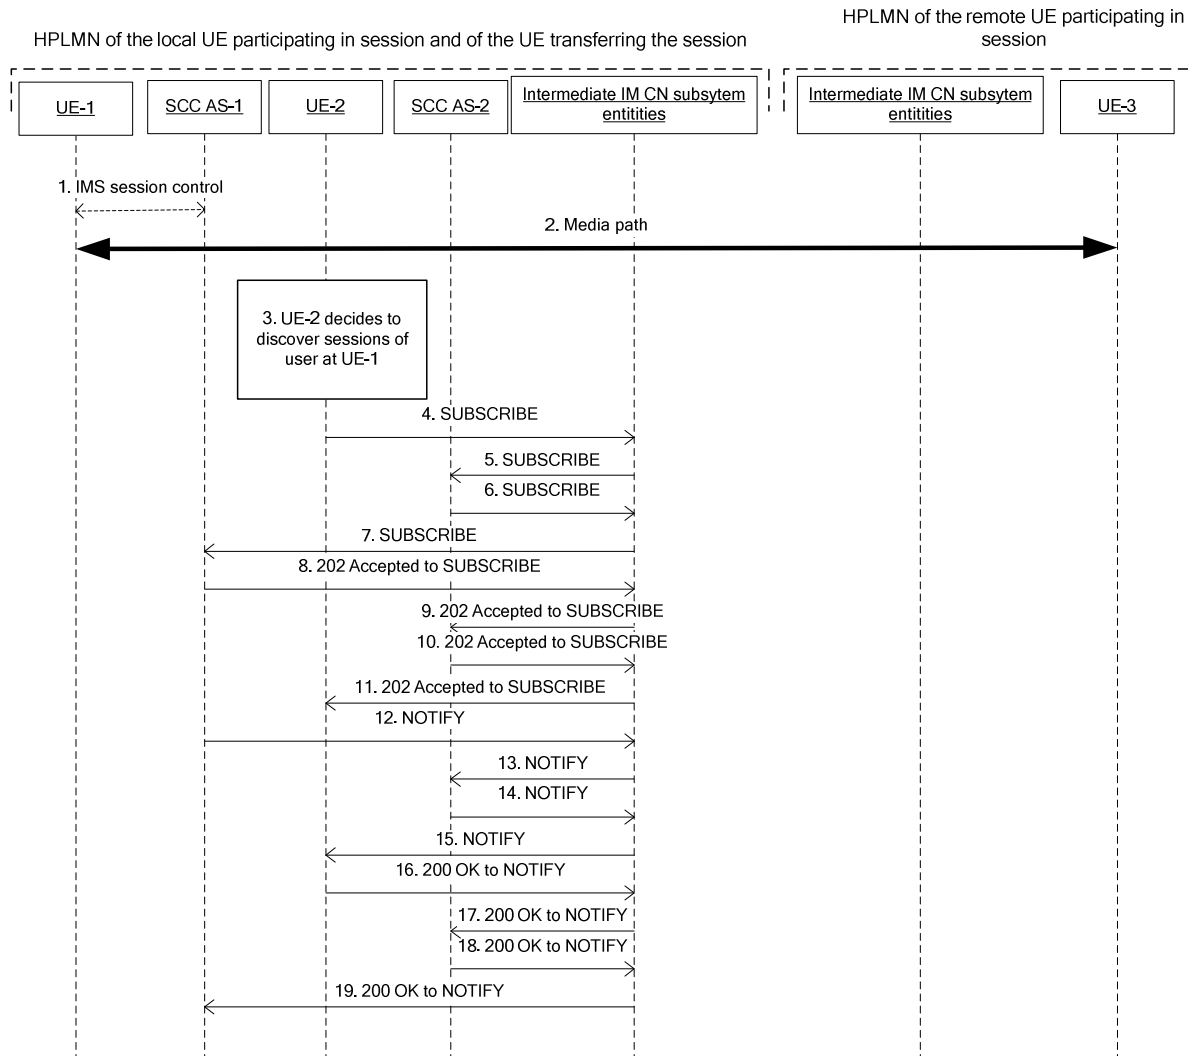 HPLMN of the local UE participating in session and of the UE transferring the session
HPLMN of the remote UE participating in
session
UE-1
SCC AS-1
UE-2
SCC AS-2
Intermediate IM CN subsytem
entitities
Intermediate IM CN subsytem
entitities
UE-3
1. IMS session control
2. Media path
3. UE-2 decides to
discover sessions of
user at UE-1
4. SUBSCRIBE
5. SUBSCRIBE
6. SUBSCRIBE
7. SUBSCRIBE
8. 202 Accepted to SUBSCRIBE
9. 202 Accepted to SUBSCRIBE
10. 202 Accepted to SUBSCRIBE
11. 202 Accepted to SUBSCRIBE
12. NOTIFY
13. NOTIFY
14. NOTIFY
15. NOTIFY
16. 200 OK to NOTIFY
17. 200 OK to NOTIFY
18. 200 OK to NOTIFY
19. 200 OK to NOTIFY